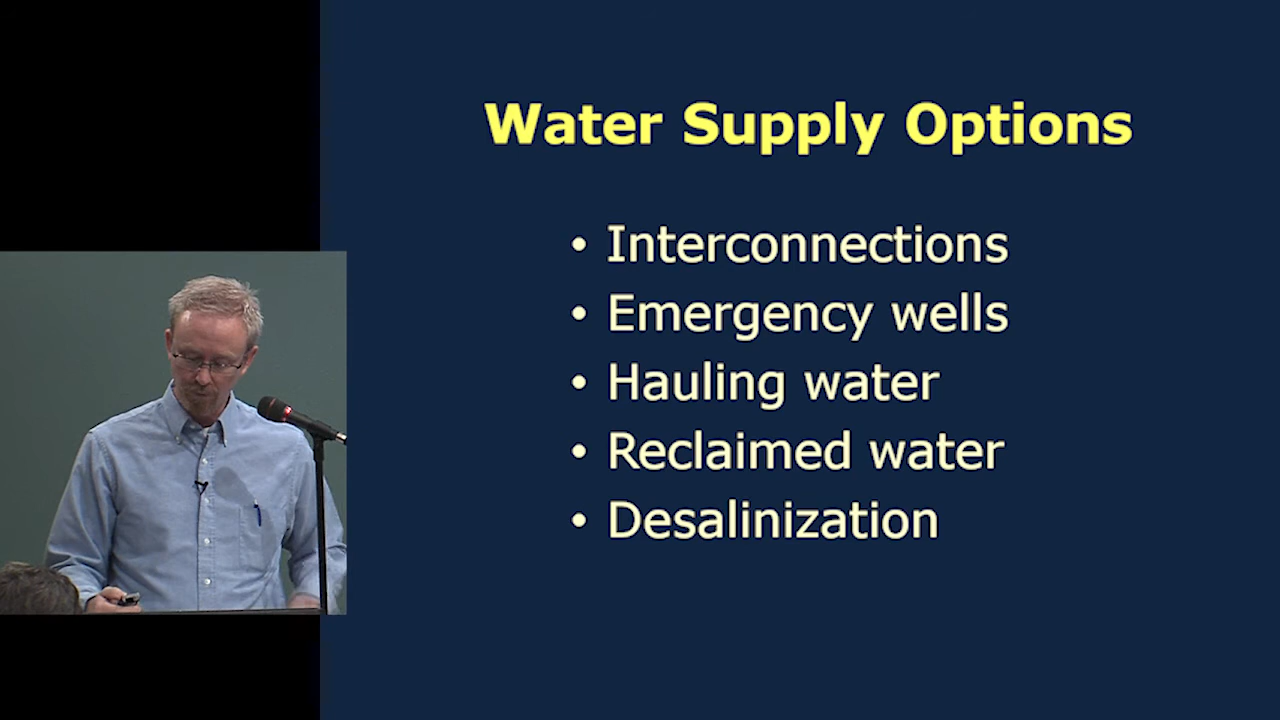 Water Supply Options
• Interconnections
• Emergency wells
• Hauling water
• Reclaimed water
• Desalinization